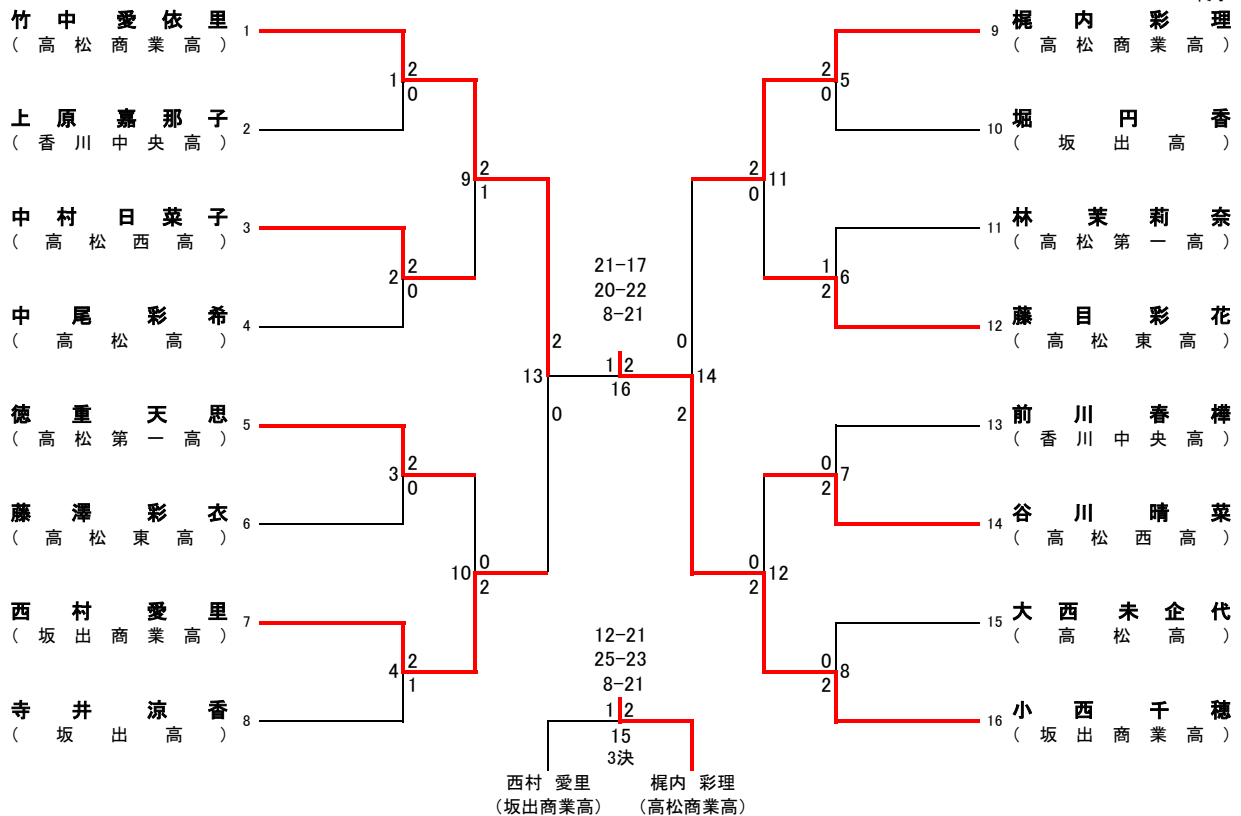 竹中愛依里
(高松商業高)
1
上原嘉那子
(香川中央高)
2
中村日菜子
(高松西高)
3
中尾彩希
(高松高)
4
徳重天思
(高松第一高)
5
藤澤彩衣
(高松東高)
6
西村愛里
(坂出商業高)
7
寺井涼香
(坂出高)
8
1
2
0
2
2
0
3
2
0
4
2
1
9
2
1
10
0
2
13
2
0
21-17
20-22
8-21
1 2
16
12-21
25-23
8-21
1 2
15
3決
西村 愛里
(坂出商業高)
梶内 彩理
(高松商業高)
0
14
2
2
11
0
0
12
2
2
5
0
1
6
2
0
7
2
0
8
2
9
梶内彩理
(高松商業高)
10
堀円香
(坂出高)
11
林茉莉奈
(高松第一高)
12
藤目彩花
(高松東高)
13
前川春樺
(香川中央高)
14
谷川晴菜
(高松西高)
15
大西未企代
(高松高)
16
小西千穂
(坂出商業高)